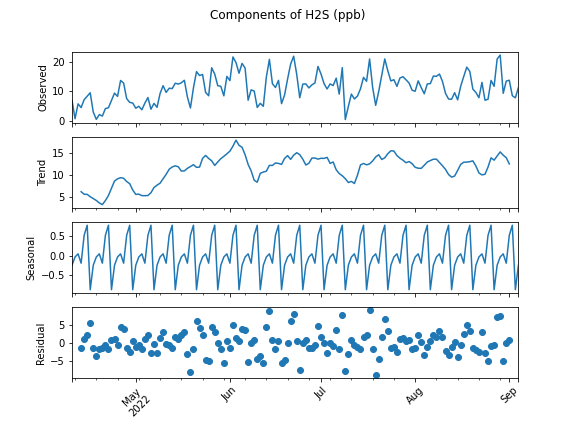 Components of H2S (ppb)
20
10
0
Observed
15
10
5
Trend
0.5
0.0
−0.5
Seasonal
5
0
−5
Residual
May
2022
Jun
Jul
Aug
Sep